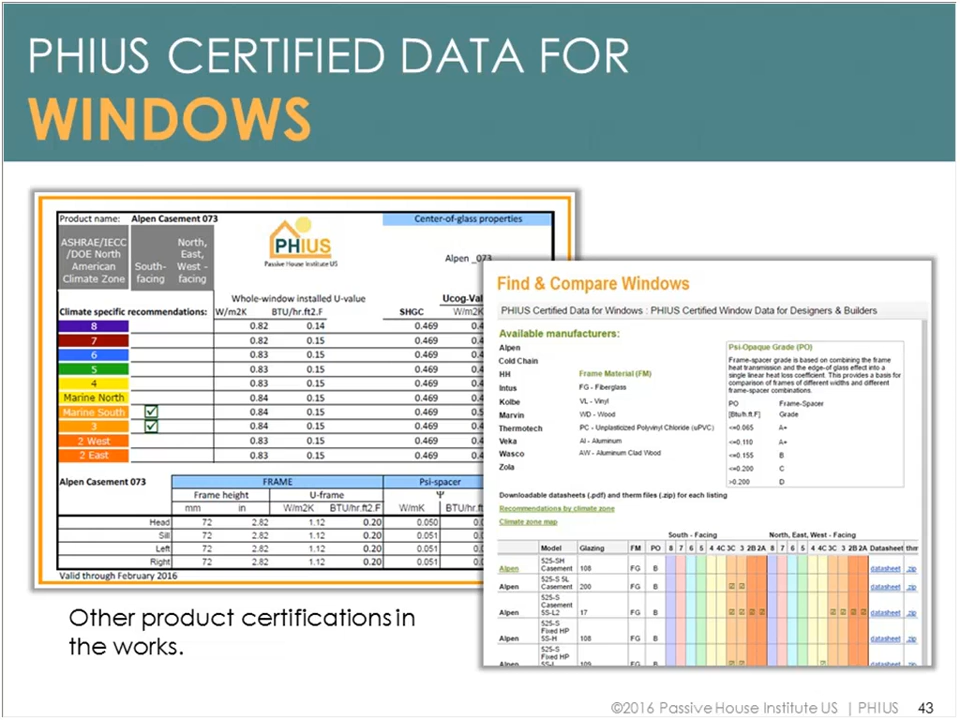 PHIUS CERTIFIED DATA FOR
WINDOWS
Product name: Alpen Casement 073
Center-of-glass properties
ASHRAE/IECC
/DOE North
American
Climate Zone
South-
facing
North,
East,
West -
facing
PHIUS
Passive House Institute US
Alpen _073
Whole-window installed U-value
Climate specific recommendations: W/m2K BTU/hr.ft2.F SHGC
8 0.82 0.14 0.469
7 0.82 0.15 0.469
6 0.83 0.15 0.469
5 0.83 0.15 0.469
4 0.83 0.15 0.469
Marine North 0.84 0.15 0.469
Marine South 0.84 0.15 0.469
3 0.84 0.15 0.469
2 West 0.83 0.15 0.469
2 East 0.83 0.15 0.469
Alpen Casement 073 FRAME Psi-spacer
Frame height U-frame Ψ
mm in W/m2K BTU/hr.ft2.F W/mK
Head 72 2.82 1.12 0.20 0.050
Sill 72 2.82 1.12 0.20 0.051
Left 72 2.82 1.12 0.20 0.051
Right 72 2.82 1.12 0.20 0.051
Valid through February 2016
Find & Compare Windows
PHIUS Certified Data for Windows : PHIUS Certified Window Data for Designers & Builders
Available manufacturers:
Alpen
Cold Chain
HH
Intus
Kolbe
Marvin
Thermotech
Veka
Wasco
Zola
Frame Material (FM)
FG - Fiberglass
VL - Vinyl
WD - Wood
PC - Unplasticized Polyvinyl Chloride (uPVC)
Al - Aluminum
AW - Aluminum Clad Wood
Psi-Opaque Grade (PO)
Frame-spacer grade is based on combining the frame
heat transmission and the edge-of glass effect into a
single linear heat loss coefficient. This provides a basis for
comparison of frames of different widths and different
frame-spacer combinations.
PO Frame-Spacer
[Btu/h.ft.F] Grade
<=0.065 A+
<=0.110 A+
<=0.155 B
<=0.200 C
>0.200 D
Downloadable datasheets (.pdf) and therm files (.zip) for each listing
Recommendations by climate zone
Climate zone map
South - Facing North, East, West - Facing
Model Glazing FM PO 8 7 6 5 4 4C 3C 3 2B 2A 8 7 6 5 4 4C 3C 3 2B 2A Datasheet thm
Alpen 525-SH
Casement 108 FG B datasheet .zip
Alpen 525-S SL
Casement 200 FG B datasheet .zip
Alpen 525-S
Casement
SS-L2 17 FG B datasheet .zip
Alpen 525-S
Fixed HP
SS-H 108 FG B datasheet .zip
Alpen 525-S
Fixed HP
109 FG B datasheet .zip
Other product certifications in
the works.
©2016 Passive House Institute US | PHIUS 43